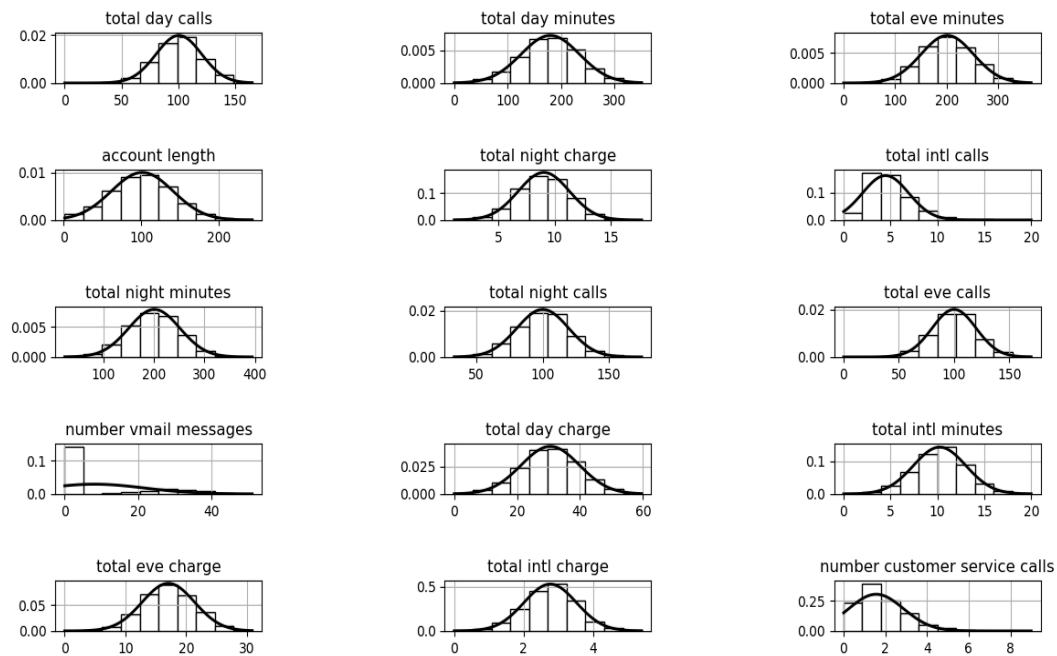 total day calls
0.02
0.00
0 50 100 150
total day minutes
0.005
0.000
0 100 200 300
total eve minutes
0.005
0.000
0 100 200 300
account length
0.01
0.00
0 100 200
total night charge
0.1
0.0
5 10 15
total intl calls
0.1
0.0
0 5 10 15 20
total night minutes
0.005
0.000
100 200 300 400
total night calls
0.02
0.00
50 100 150
total eve calls
0.02
0.00
0 50 100 150
number vmail messages
0.1
0.0
0 20 40
total day charge
0.025
0.000
0 20 40 60
total intl minutes
0.1
0.0
0 5 10 15 20
total eve charge
0.05
0.00
0 10 20 30
total intl charge
0.5
0.0
0 2 4
number customer service calls
0.25
0.00
0 2 4 6 8